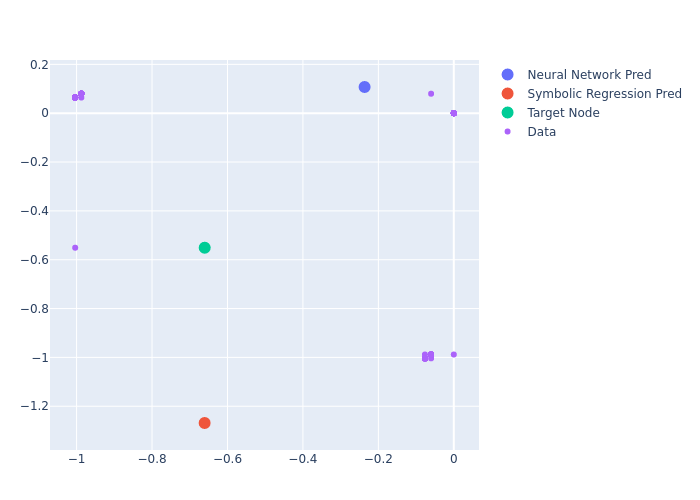 0.2
0
−0.2
−0.4
−0.6
−0.8
−1
−1.2
−1 −0.8 −0.6 −0.4 −0.2 0
Neural Network Pred
Symbolic Regression Pred
Target Node
Data